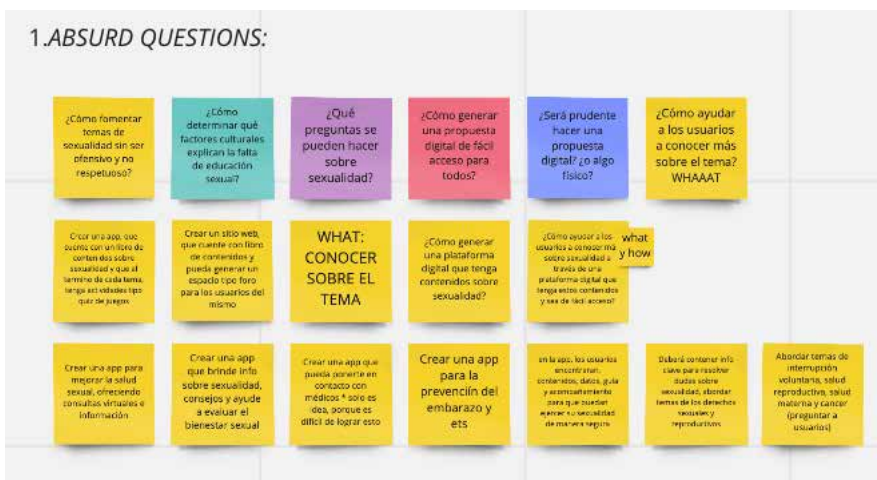 1.ABSURD QUESTIONS:
¿Cómo fomentar
temas de
sexualidad sin ser
ofensivo y no
respetuoso?
¿Cómo
determinar qué
factores culturales
explican la falta
de educación
sexual?
¿Qué
preguntas se
pueden hacer
sobre
sexualidad?
¿Cómo generar
una propuesta
digital de fácil
acceso para
todos?
¿Será prudente
hacer una
propuesta
digital? ¿o algo
físico?
¿Cómo ayudar
a los usuarios
a conocer más
sobre el tema?
WHAAAT
Crear una app, que
cuente con un libro de
contenidos sobre
sexualidad y que al
termino de cada tema,
tenga actividades tipo
quiz de juegos
Crear un sitio web,
que cuente con libro
de contenidos y
pueda generar un
espacio tipo foro
para los usuarios del
mismo
WHAT:
CONOCER
SOBRE EL
TEMA
¿Cómo generar
una plataforma
digital que tenga
contenidos sobre
sexualidad?
¿Cómo ayudar a los
usuarios a conocer má
sobre sexualidad a
través de una
plataforma digital que
tenga estos contenidos
y sea de fácil acceso?
what
y how
Crear una app para
mejorar la salud
sexual, ofreciendo
consultas virtuales e
información
Crear una app
que brinde info
sobre sexualidad,
consejos y ayude
a evaluar el
bienestar sexual
Crear una app que
pueda ponerte en
contacto con
médicos * solo es
idea, porque es
difícil de lograr esto
Crear una app
para la
prevenciín del
embarazo y
ets
en la app, los usuarios
encontraran,
contenidos, datos, guía
y acompañamiento
para que puedan
ejercer su sexualidad
de manera segura
Deberá contener info
clave para resolver
dudas sobre
sexualidad, abordar
temas de los derechos
sexuales y
reproductivos
Abordar temas de
interrupción
voluntaria, salud
reproductiva, salud
materna y cancer
(preguntar a
usuarios)